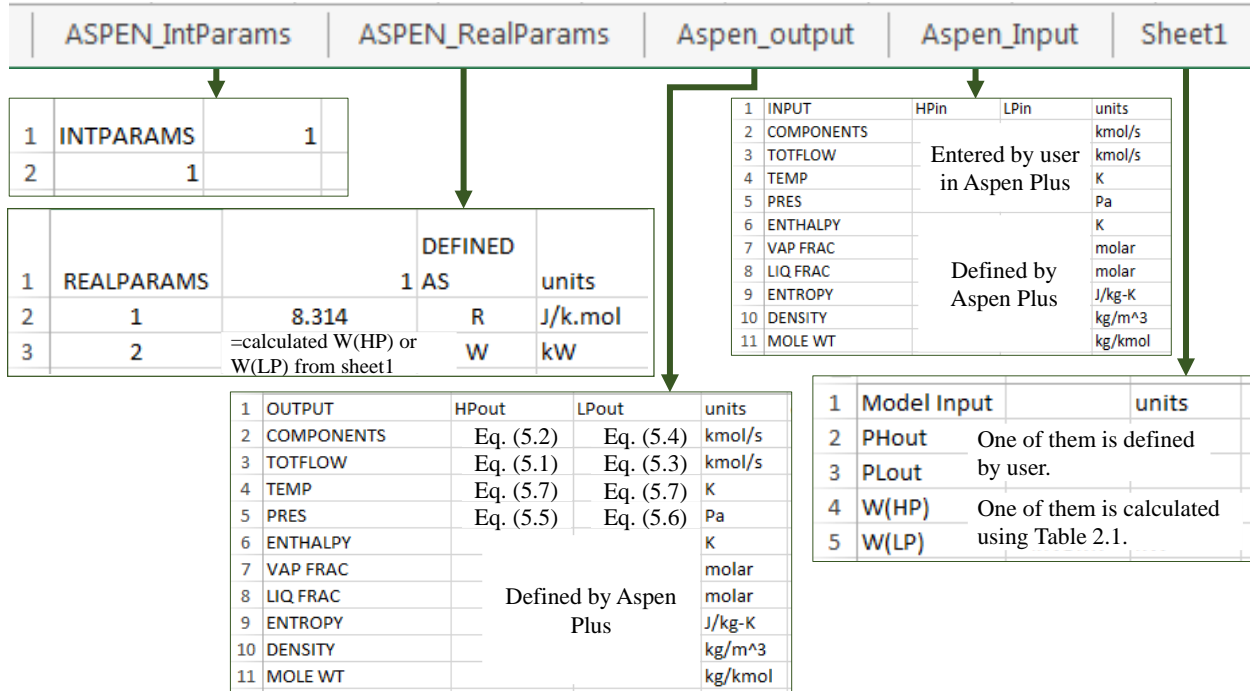 ASPEN_IntParams ASPEN_RealParams Aspen_output Aspen_Input Sheet1
1 INTPARAMS 1
2 1
DEFINED
1 REALPARAMS 1 AS units
2 1 8.314 R J/k.mol
3 2 =calculated W(HP) or W kW
W(LP) from sheet1
1 INPUT HPin LPin units
2 COMPONENTS kmol/s
3 TOTFLOW Entered by user kmol/s
4 TEMP in Aspen Plus K
5 PRES Pa
6 ENTHALPY K
7 VAP FRAC molar
8 LIQ FRAC Defined by molar
9 ENTROPY Aspen Plus J/kg-K
10 DENSITY kg/m^3
11 MOLE WT kg/kmol
1 OUTPUT HPout LPout units
2 COMPONENTS Eq. (5.2) Eq. (5.4) kmol/s
3 TOTFLOW Eq. (5.1) Eq. (5.3) kmol/s
4 TEMP Eq. (5.7) Eq. (5.7) K
5 PRES Eq. (5.5) Eq. (5.6) Pa
6 ENTHALPY K
7 VAP FRAC molar
8 LIQ FRAC Defined by Aspen molar
9 ENTROPY Plus J/kg-K
10 DENSITY kg/m^3
11 MOLE WT kg/kmol
1 Model Input units
2 PHout One of them is defined
3 PLout by user.
4 W(HP) One of them is calculated
5 W(LP) using Table 2.1.